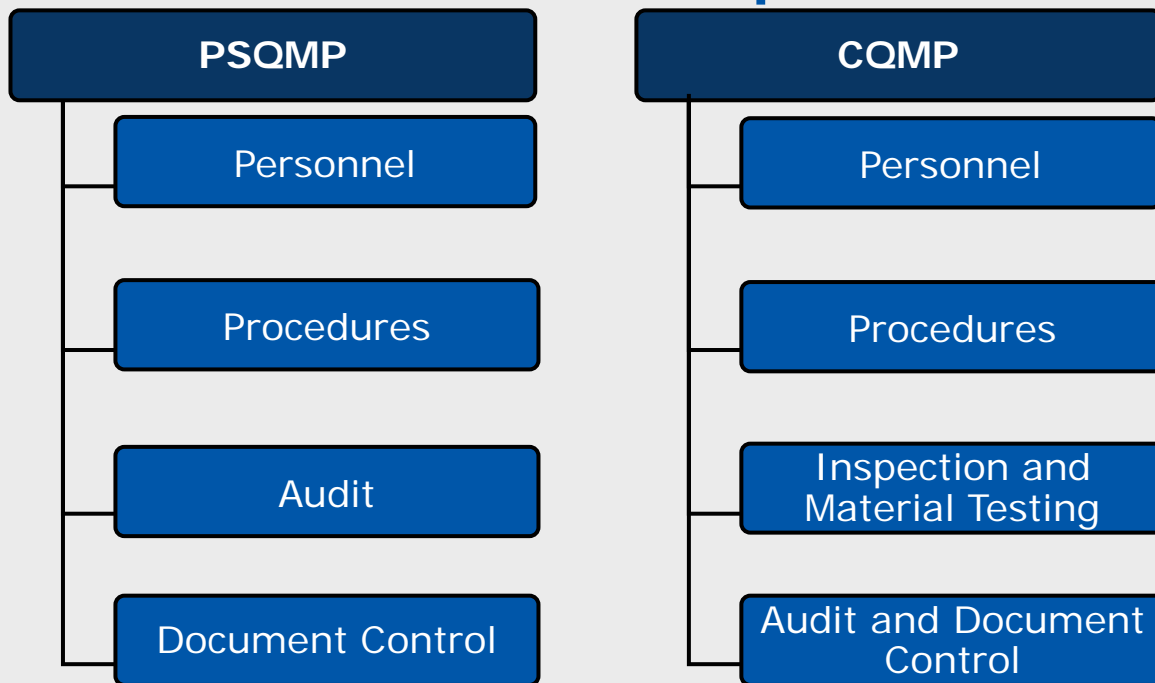 PSQMP
Personnel
Procedures
Audit
Document Control
CQMP
Personnel
Procedures
Inspection and
Material Testing
Audit and Document
Control